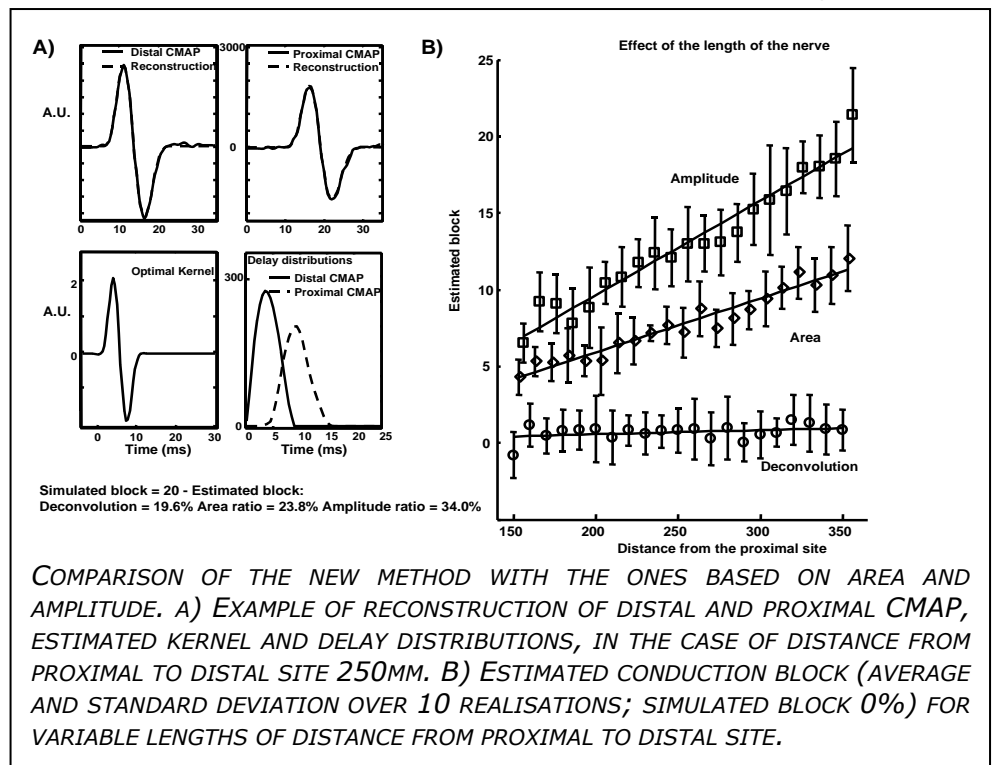 A)
Distal CMAP
Reconstruction
A.U.
0 10 20 30
3000
Proximal CMAP
Reconstruction
0
0 10 20 30
Optimal Kernel
2
A.U.
0
0 10 20 30
Time (ms)
Delay distributions
300
Distal CMAP
Proximal CMAP
0
0 5 10 15 20 25
Time (ms)
Simulated block = 20 - Estimated block:
Deconvolution = 19.6% Area ratio = 23.8% Amplitude ratio = 34.0%
B)
Effect of the length of the nerve
25
20
15
10
5
0
Estimated block
Amplitude
Area
Deconvolution
150 200 250 300 350
Distance from the proximal site
COMPARISON OF THE NEW METHOD WITH THE ONES BASED ON AREA AND
AMPLITUDE. A) EXAMPLE OF RECONSTRUCTION OF DISTAL AND PROXIMAL CMAP,
ESTIMATED KERNEL AND DELAY DISTRIBUTIONS, IN THE CASE OF DISTANCE FROM
PROXIMAL TO DISTAL SITE 250MM. B) ESTIMATED CONDUCTION BLOCK (AVERAGE
AND STANDARD DEVIATION OVER 10 REALISATIONS; SIMULATED BLOCK 0%) FOR
VARIABLE LENGTHS OF DISTANCE FROM PROXIMAL TO DISTAL SITE.